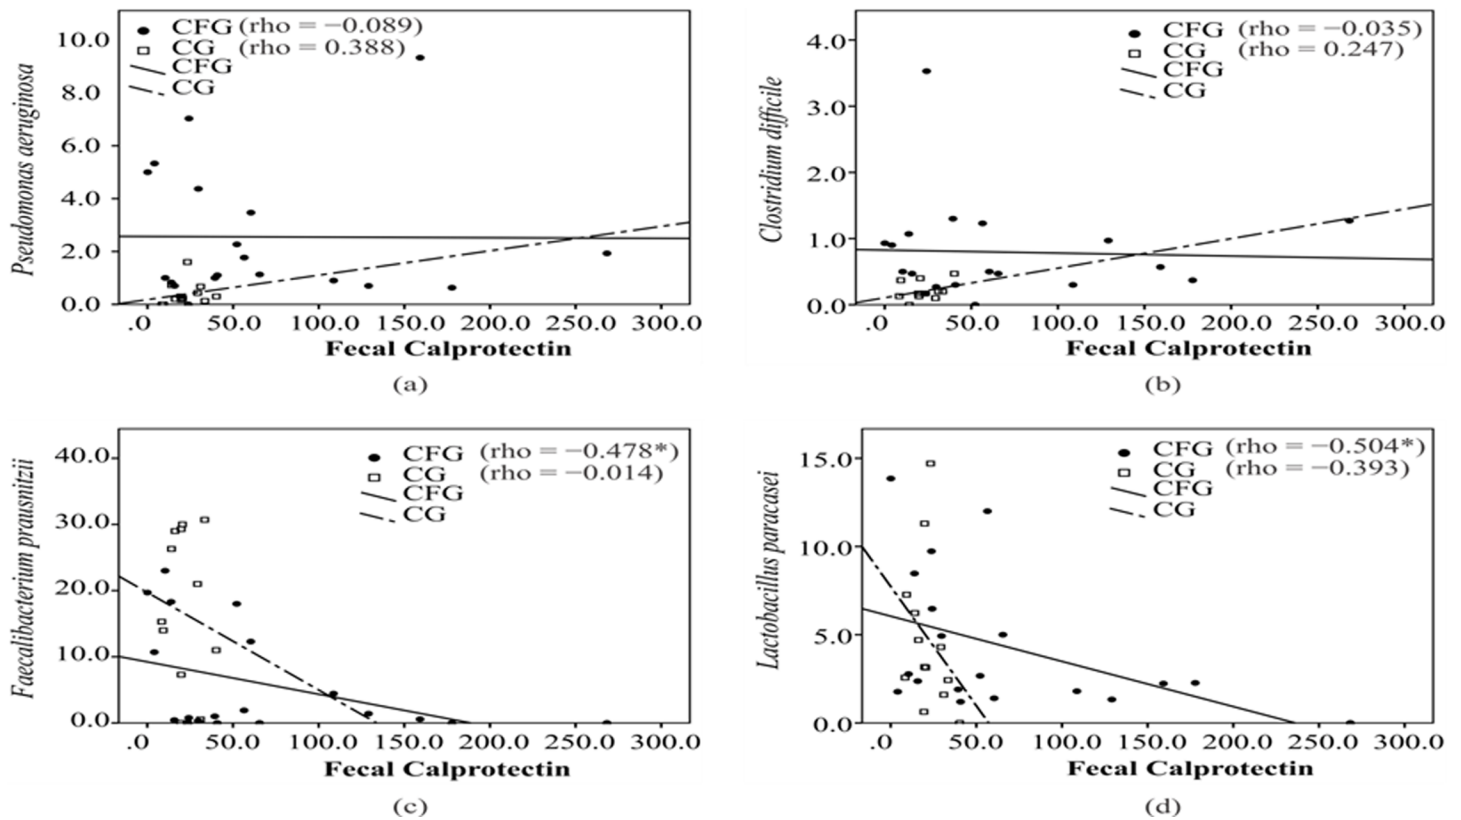 CFG (rho = −0.089)
CG (rho = 0.388)
CFG
CG
Pseudomonas aeruginosa
10.0
8.0
6.0
4.0
2.0
0.0
.0 50.0 100.0 150.0 200.0 250.0 300.0
Fecal Calprotectin
(a)
CFG (rho = −0.035)
CG (rho = 0.247)
CFG
CG
Clostridium difficile
4.0
3.0
2.0
1.0
0.0
.0 50.0 100.0 150.0 200.0 250.0 300.0
Fecal Calprotectin
(b)
CFG (rho = −0.478*)
CG (rho = −0.014)
CFG
CG
Faecalibacterium prausnitzii
40.0
30.0
20.0
10.0
0.0
.0 50.0 100.0 150.0 200.0 250.0 300.0
Fecal Calprotectin
(c)
CFG (rho = −0.504*)
CG (rho = −0.393)
CFG
CG
Lactobacillus paracasei
15.0
10.0
5.0
0.0
.0 50.0 100.0 150.0 200.0 250.0 300.0
Fecal Calprotectin
(d)